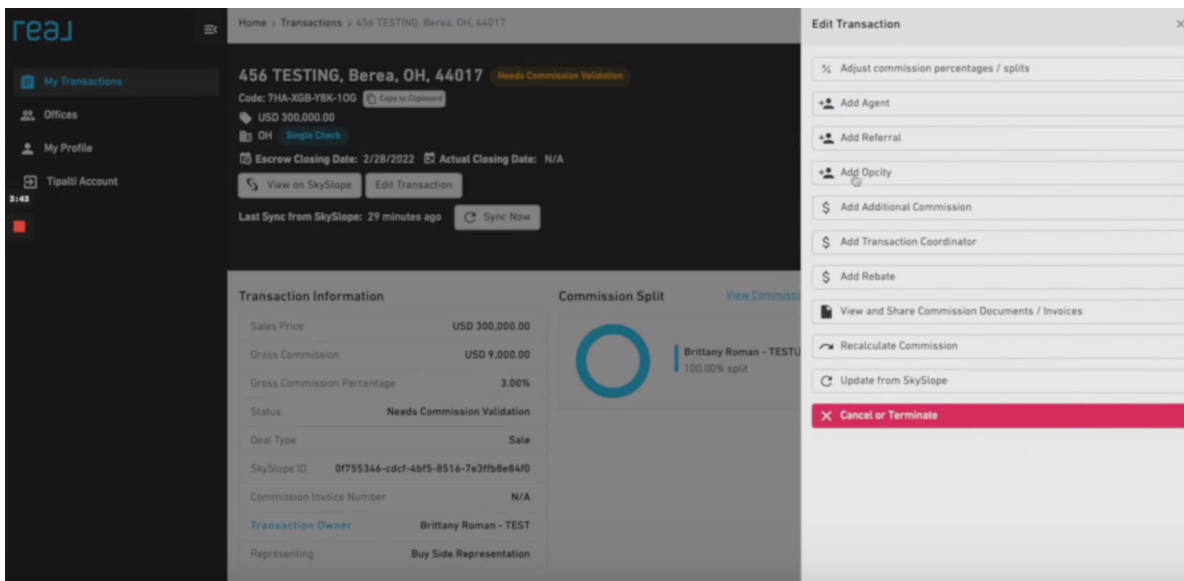 real
My Transactions
Offices
My Profile
Tipalti Account
3:43
Home > Transactions > 456 TESTING, Berea, OH, 44017
456 TESTING, Berea, OH, 44017 Needs Commission Validation
Code: 7HA-XGB-Y8K-1OG Copy to Clipboard
USD 300,000.00
OH Single Check
Escrow Closing Date: 2/28/2022 Actual Closing Date: N/A
View on SkySlope Edit Transaction
Last Sync from SkySlope: 29 minutes ago Sync Now
Transaction Information
Sales Price USD 300,000.00
Gross Commission USD 9,000.00
Gross Commission Percentage 3.00%
Status Needs Commission Validation
Deal Type Sale
SkySlope ID 0f755346-cdcf-4bf5-8516-7e3ffb8e84f0
Commission Invoice Number N/A
Transaction Owner Brittany Roman - TEST
Representing Buy Side Representation
Commission Split View Commiss
Brittany Roman - TESTU
100.00% split
Edit Transaction
Adjust commission percentages / splits
Add Agent
Add Referral
Add Opcity
Add Additional Commission
Add Transaction Coordinator
Add Rebate
View and Share Commission Documents / Invoices
Recalculate Commission
Update from SkySlope
Cancel or Terminate